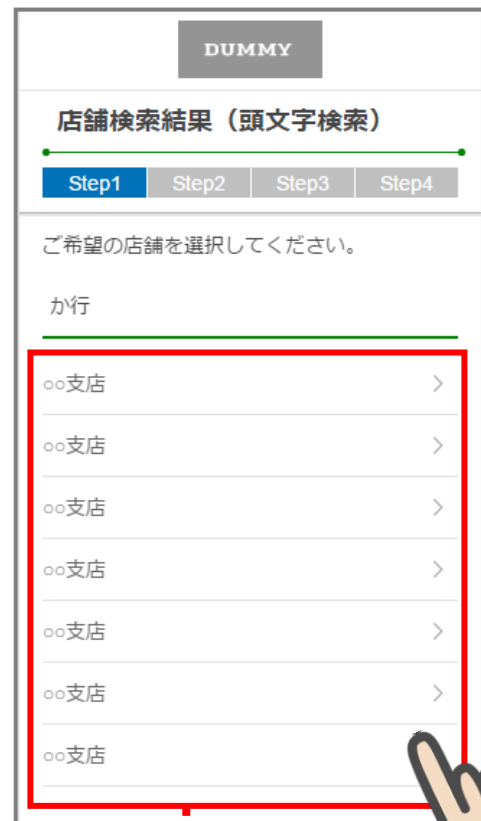 DUMMY
店舗検索結果（頭文字検索）
Step1 Step2 Step3 Step4
ご希望の店舗を選択してください。
か行
○○支店
○○支店
○○支店
○○支店
○○支店
○○支店
○○支店